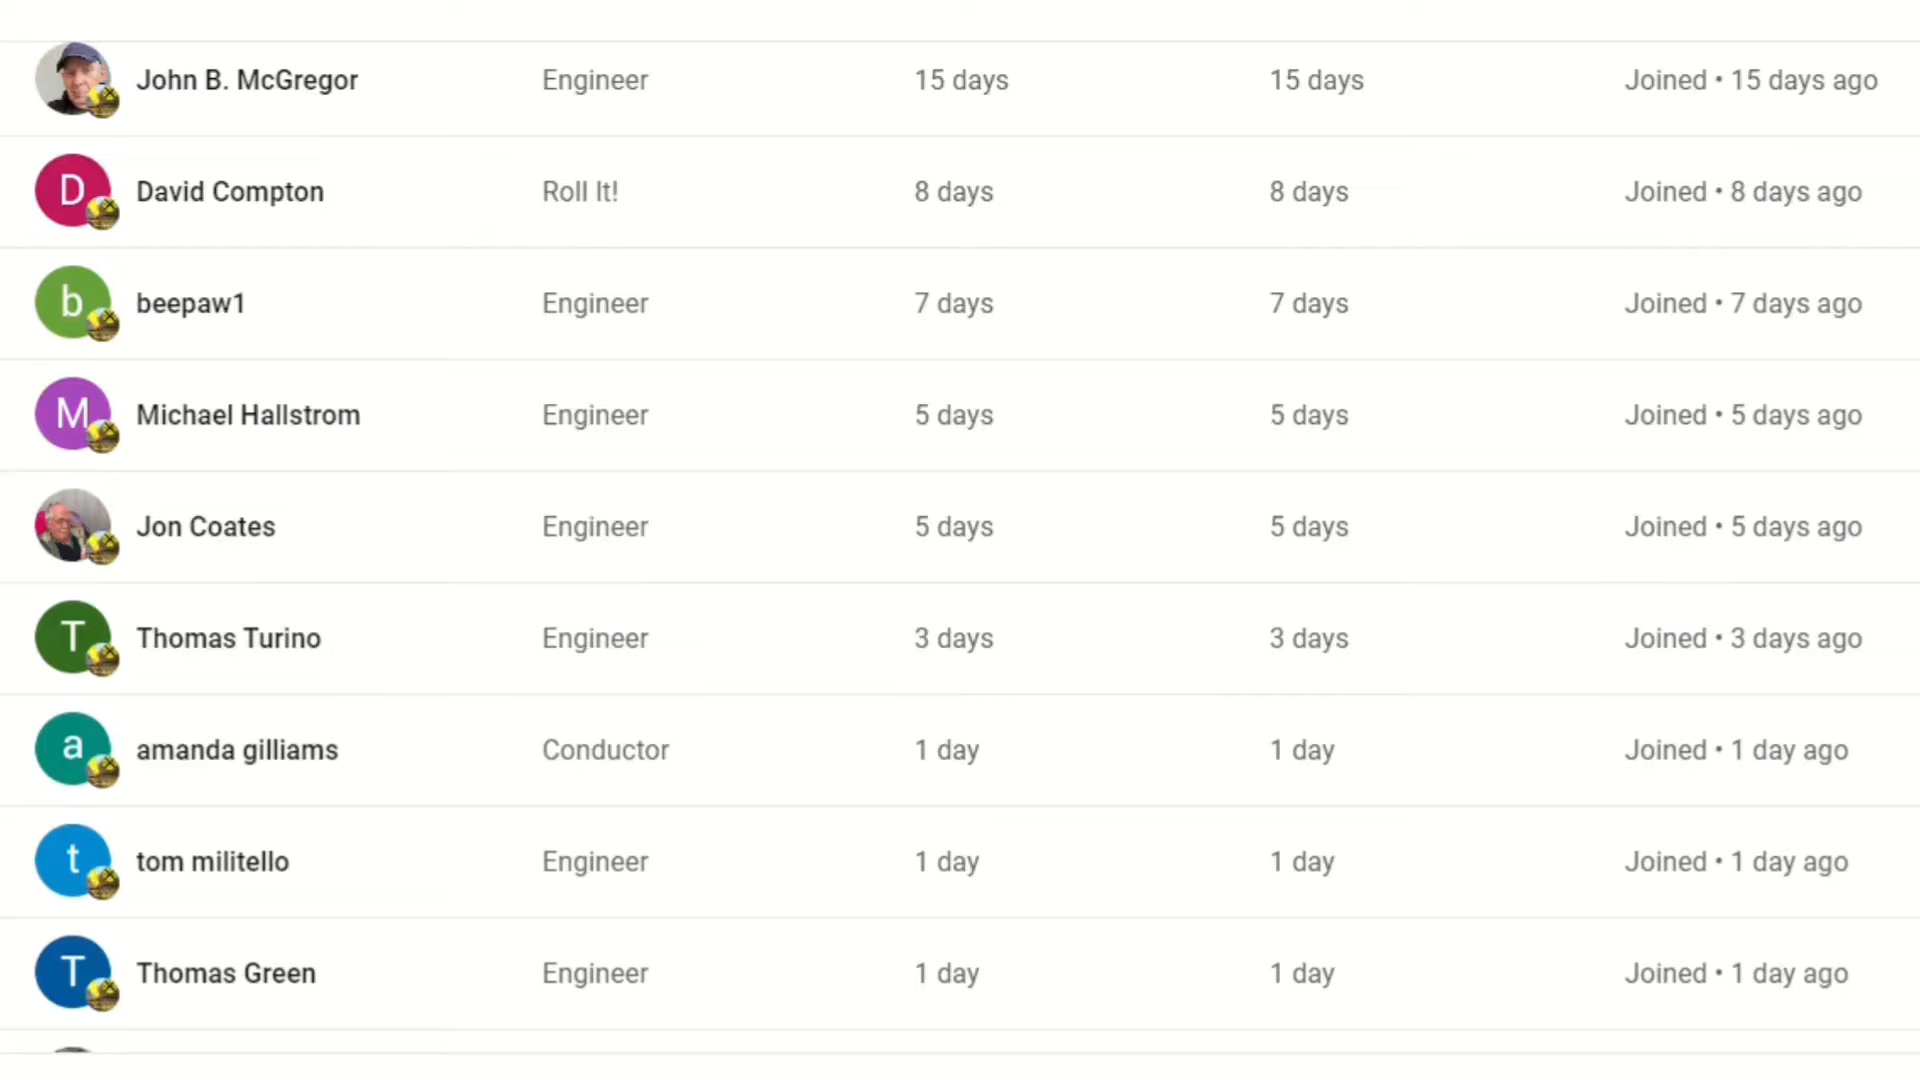 John B. McGregor Engineer 15 days 15 days Joined • 15 days ago
D David Compton Roll It! 8 days 8 days Joined • 8 days ago
b beepaw1 Engineer 7 days 7 days Joined • 7 days ago
M Michael Hallstrom Engineer 5 days 5 days Joined • 5 days ago
Jon Coates Engineer 5 days 5 days Joined • 5 days ago
T Thomas Turino Engineer 3 days 3 days Joined • 3 days ago
a amanda gilliams Conductor 1 day 1 day Joined • 1 day ago
t tom militello Engineer 1 day 1 day Joined • 1 day ago
T Thomas Green Engineer 1 day 1 day Joined • 1 day ago